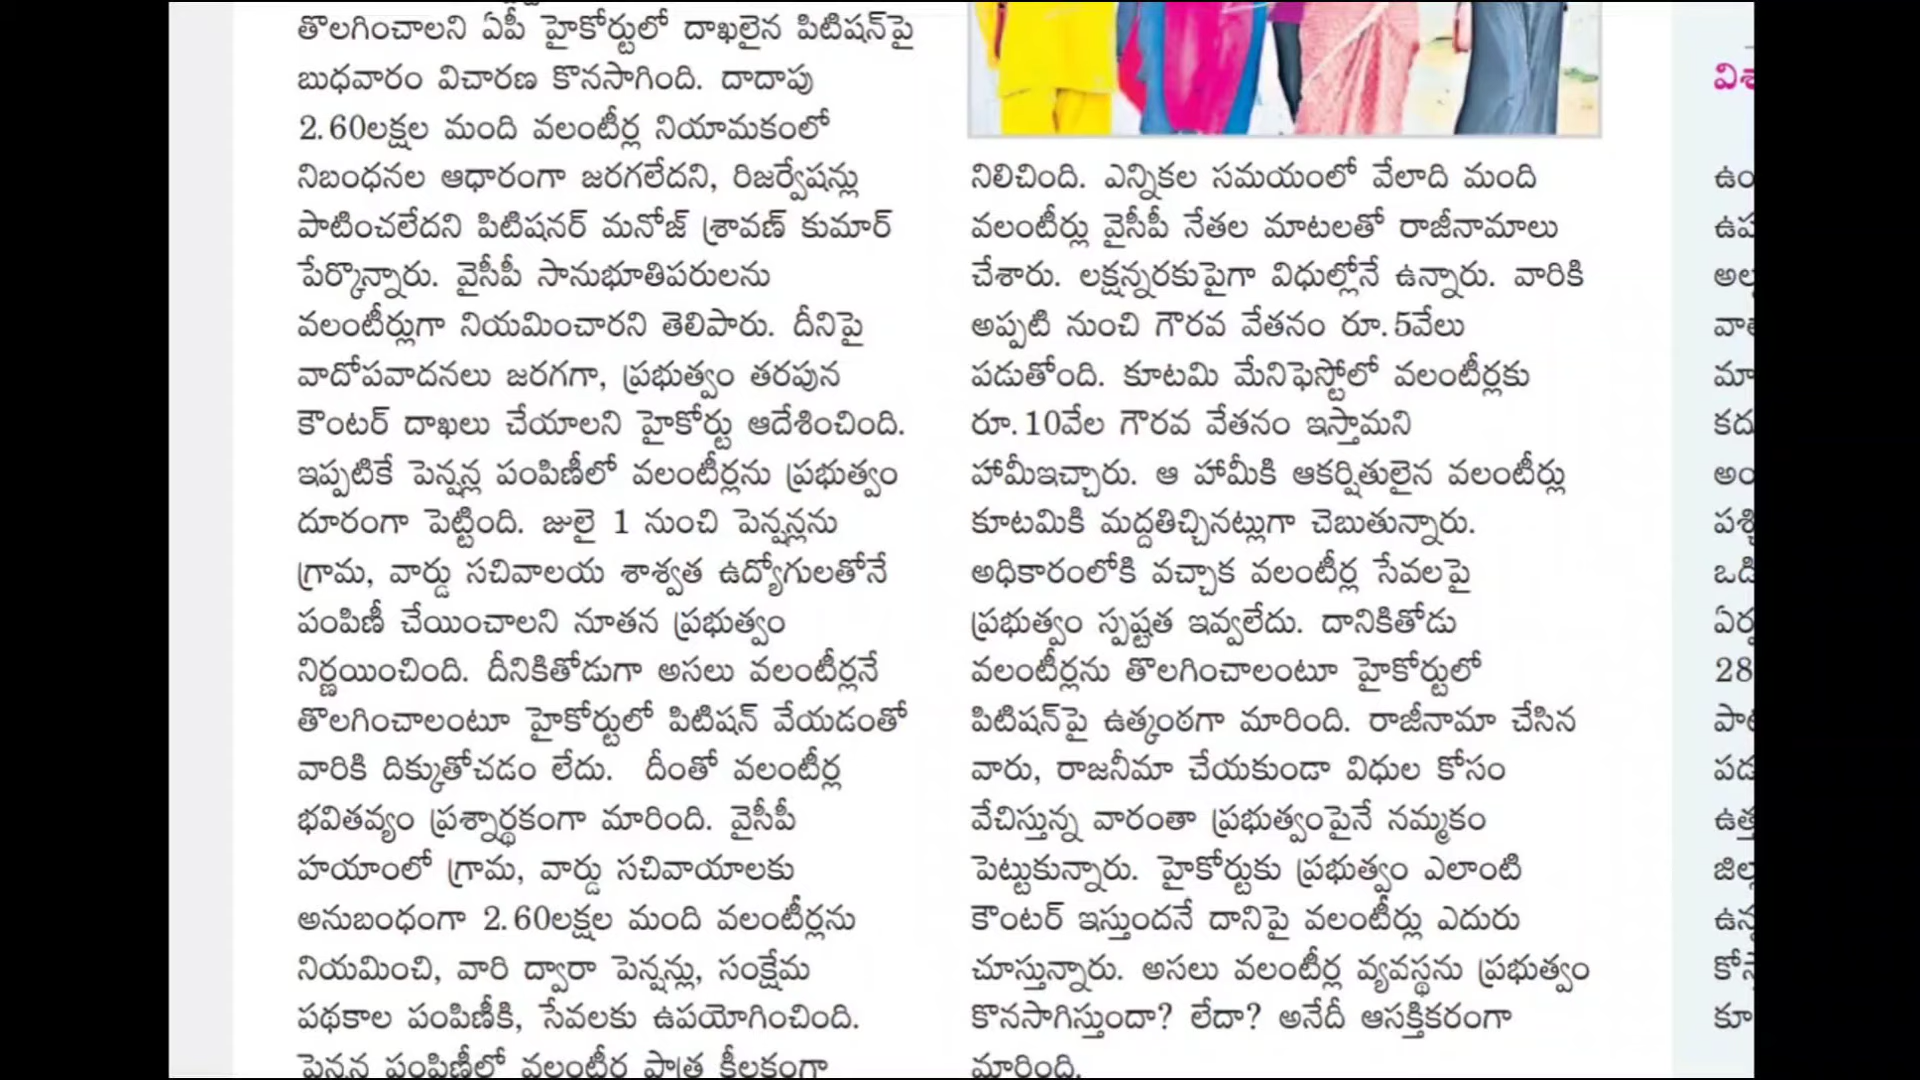 తొలగించాలని ఏపీ హైకోర్టులో దాఖలైన పిటిషన్‌పై
బుధవారం విచారణ కొనసాగింది. దాదాపు
2.60లక్షల మంది వలంటీర్ల నియామకంలో
నిబంధనల ఆధారంగా జరగలేదని, రిజర్వేషన్లు
పాటించలేదని పిటిషనర్ మనోజ్ శ్రావణ్ కుమార్
పేర్కొన్నారు. వైసీపీ సానుభూతిపరులను
వలంటీర్లుగా నియమించారని తెలిపారు. దీనిపై
వాదోపవాదనలు జరగగా, ప్రభుత్వం తరపున
కౌంటర్ దాఖలు చేయాలని హైకోర్టు ఆదేశించింది.
ఇప్పటికే పెన్షన్ల పంపిణీలో వలంటీర్లను ప్రభుత్వం
దూరంగా పెట్టింది. జులై 1 నుంచి పెన్షన్లను
గ్రామ, వార్డు సచివాలయ శాశ్వత ఉద్యోగులతోనే
పంపిణీ చేయించాలని నూతన ప్రభుత్వం
నిర్ణయించింది. దీనికితోడుగా అసలు వలంటీర్లనే
తొలగించాలంటూ హైకోర్టులో పిటిషన్ వేయడంతో
వారికి దిక్కుతోచడం లేదు. దీంతో వలంటీర్ల
భవితవ్యం ప్రశ్నార్థకంగా మారింది. వైసీపీ
హయాంలో గ్రామ, వార్డు సచివాయాలకు
అనుబంధంగా 2.60లక్షల మంది వలంటీర్లను
నియమించి, వారి ద్వారా పెన్షన్లు, సంక్షేమ
పథకాల పంపిణీకి, సేవలకు ఉపయోగించింది.
పెన్షన్ల పంపిణీలో వలంటీర్ల పాత్ర కీలకంగా
నిలిచింది. ఎన్నికల సమయంలో వేలాది మంది
వలంటీర్లు వైసీపీ నేతల మాటలతో రాజీనామాలు
చేశారు. లక్షన్నరకుపైగా విధుల్లోనే ఉన్నారు. వారికి
అప్పటి నుంచి గౌరవ వేతనం రూ.5వేలు
పడుతోంది. కూటమి మేనిఫెస్టోలో వలంటీర్లకు
రూ.10వేల గౌరవ వేతనం ఇస్తామని
హామీఇచ్చారు. ఆ హామీకి ఆకర్షితులైన వలంటీర్లు
కూటమికి మద్దతిచ్చినట్లుగా చెబుతున్నారు.
అధికారంలోకి వచ్చాక వలంటీర్ల సేవలపై
ప్రభుత్వం స్పష్టత ఇవ్వలేదు. దానికితోడు
వలంటీర్లను తొలగించాలంటూ హైకోర్టులో
పిటిషన్‌పై ఉత్కంఠగా మారింది. రాజీనామా చేసిన
వారు, రాజనీమా చేయకుండా విధుల కోసం
వేచిస్తున్న వారంతా ప్రభుత్వంపైనే నమ్మకం
పెట్టుకున్నారు. హైకోర్టుకు ప్రభుత్వం ఎలాంటి
కౌంటర్ ఇస్తుందనే దానిపై వలంటీర్లు ఎదురు
చూస్తున్నారు. అసలు వలంటీర్ల వ్యవస్థను ప్రభుత్వం
కొనసాగిస్తుందా? లేదా? అనేదీ ఆసక్తికరంగా
మారింది.
28